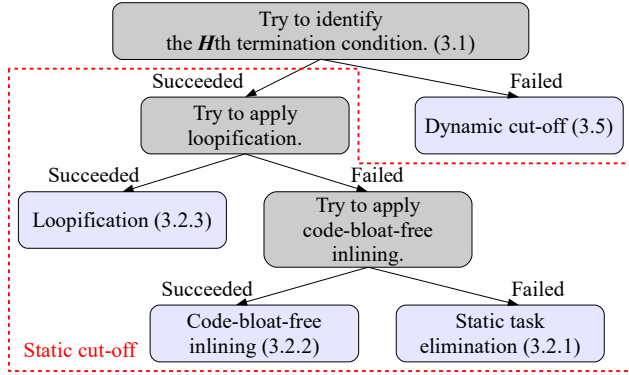 Try to identify
the Hth termination condition. (3.1)
Succeeded
Failed
Try to apply
loopification.
Dynamic cut-off (3.5)
Succeeded
Failed
Loopification (3.2.3)
Try to apply
code-bloat-free
inlining.
Succeeded
Failed
Static cut-off
Code-bloat-free
inlining (3.2.2)
Static task
elimination (3.2.1)